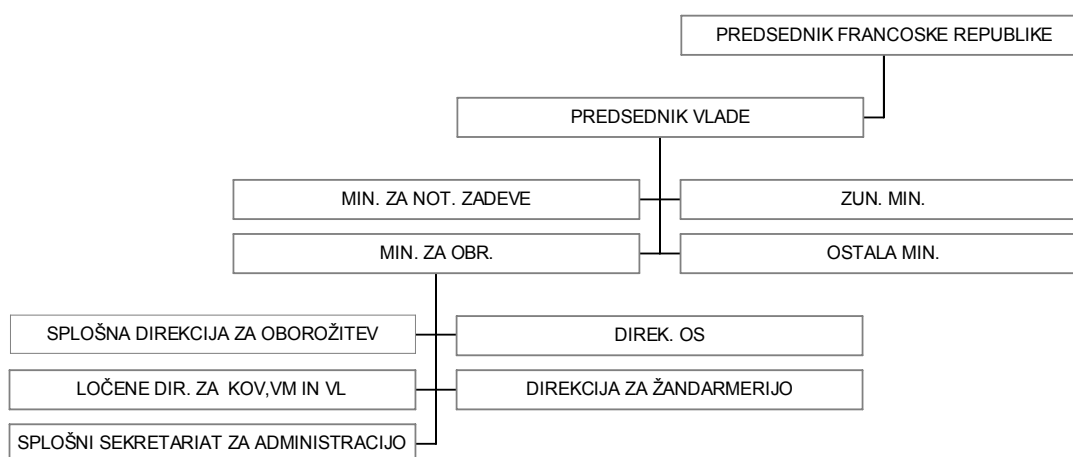 PREDSEDNIK FRANCOSKE REPUBLIKE
PREDSEDNIK VLADE
MIN. ZA NOT. ZADEVE
ZUN. MIN.
MIN. ZA OBR.
OSTALA MIN.
SPLOŠNA DIREKCIJA ZA OBOROŽITEV
DIREK. OS
LOČENE DIR. ZA KOV,VM IN VL
DIREKCIJA ZA ŽANDARMERIJO
SPLOŠNI SEKRETARIAT ZA ADMINISTRACIJO